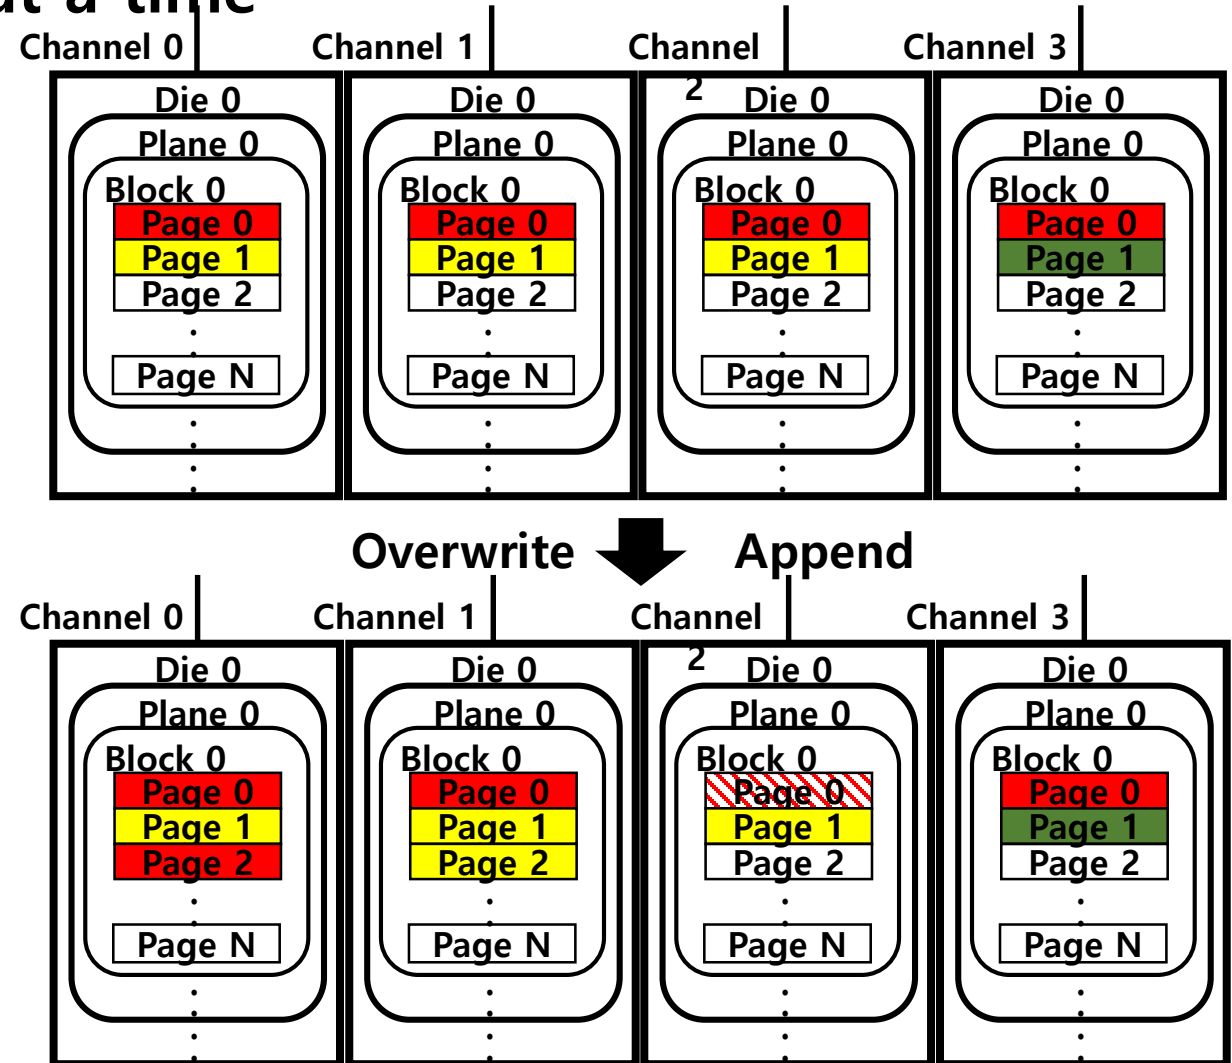 at a time
Channel 0 Channel 1 Channel 2 Channel 3
Die 0 Die 0 Die 0 Die 0
Plane 0 Plane 0 Plane 0 Plane 0
Block 0 Block 0 Block 0 Block 0
Page 0 Page 0 Page 0 Page 0
Page 1 Page 1 Page 1 Page 1
Page 2 Page 2 Page 2 Page 2
Page N Page N Page N Page N
Overwrite Append
Channel 0 Channel 1 Channel 2 Channel 3
Die 0 Die 0 Die 0 Die 0
Plane 0 Plane 0 Plane 0 Plane 0
Block 0 Block 0 Block 0 Block 0
Page 0 Page 0 Page 0 Page 0
Page 1 Page 1 Page 1 Page 1
Page 2 Page 2 Page 2 Page 2
Page N Page N Page N Page N